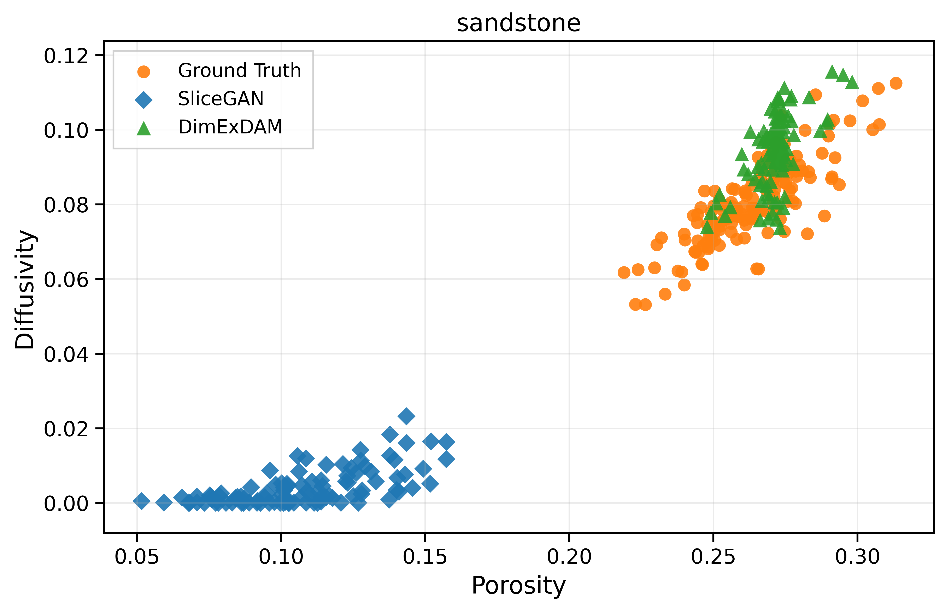 sandstone
Ground Truth
SliceGAN
DimExDAM
0.12
0.10
0.08
0.06
0.04
0.02
0.00
Diffusivity
0.05 0.10 0.15 0.20 0.25 0.30
Porosity